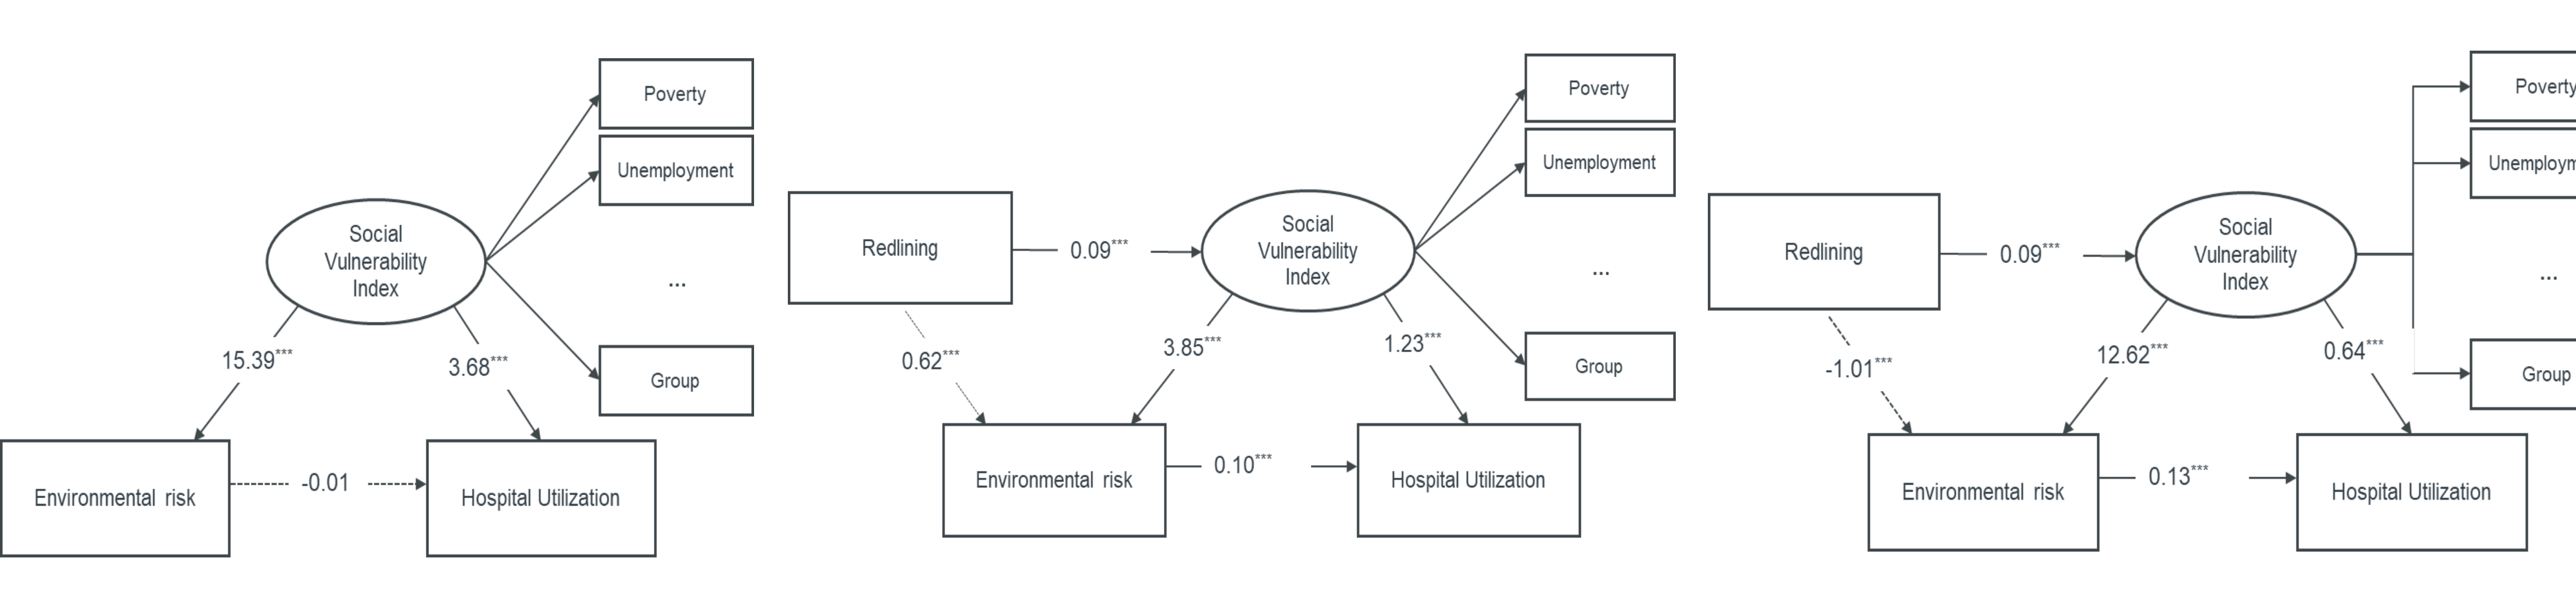 Poverty
Unemployment
Social
Vulnerability
Index
...
15.39***
3.68***
Group
Environmental risk
-0.01
Hospital Utilization
Poverty
Unemployment
Redlining
0.09***
Social
Vulnerability
Index
...
0.62***
3.85***
1.23***
Group
Environmental risk
0.10***
Hospital Utilization
Poverty
Unemploym
Redlining
0.09***
Social
Vulnerability
Index
...
-1.01***
12.62***
0.64***
Group
Environmental risk
0.13***
Hospital Utilization